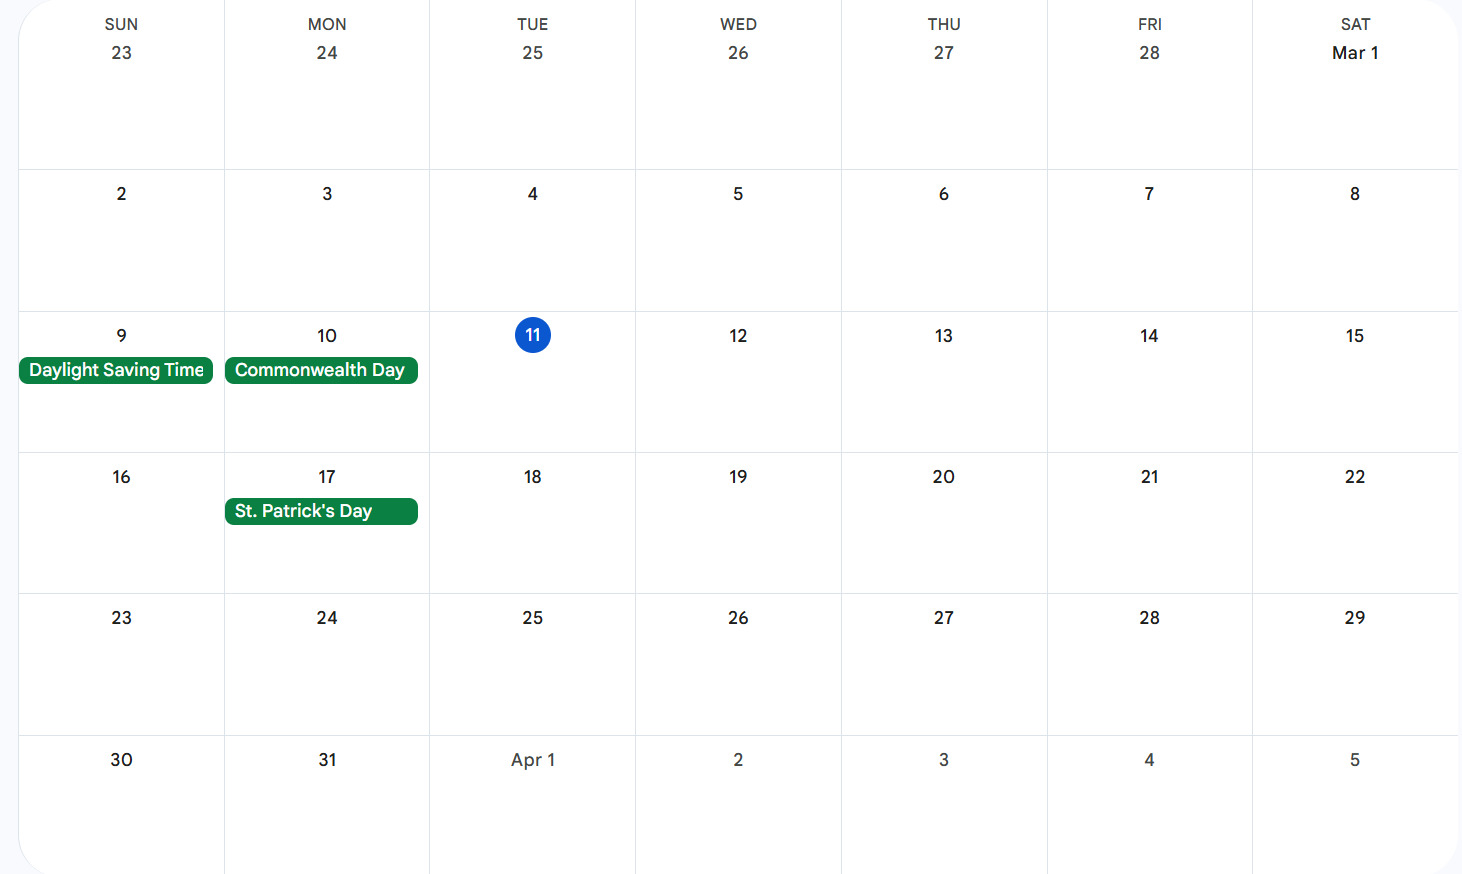 SUN MON TUE WED THU FRI SAT
23 24 25 26 27 28 Mar 1
2 3 4 5 6 7 8
9 10 11 12 13 14 15
Daylight Saving Time Commonwealth Day
16 17 18 19 20 21 22
St. Patrick's Day
23 24 25 26 27 28 29
30 31 Apr 1 2 3 4 5